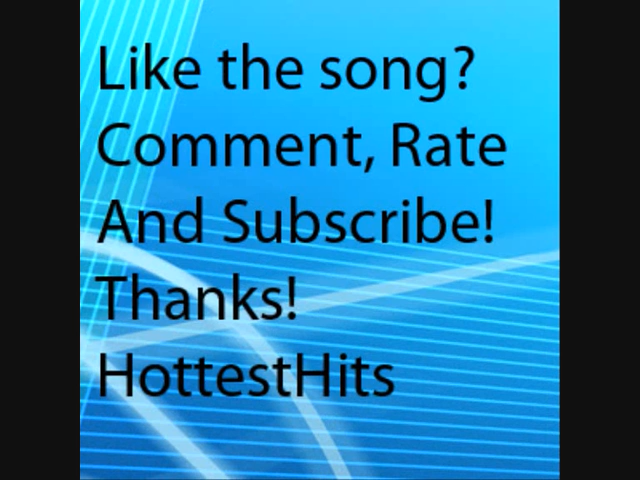 Like the song?
Comment, Rate
And Subscribe!
Thanks!
HottestHits